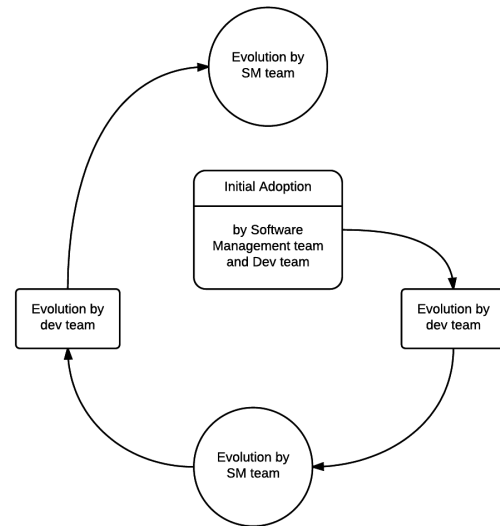 Evolution by
SM team
Initial Adoption
by Software
Management team
and Dev team
Evolution by
dev team
Evolution by
dev team
Evolution by
SM team